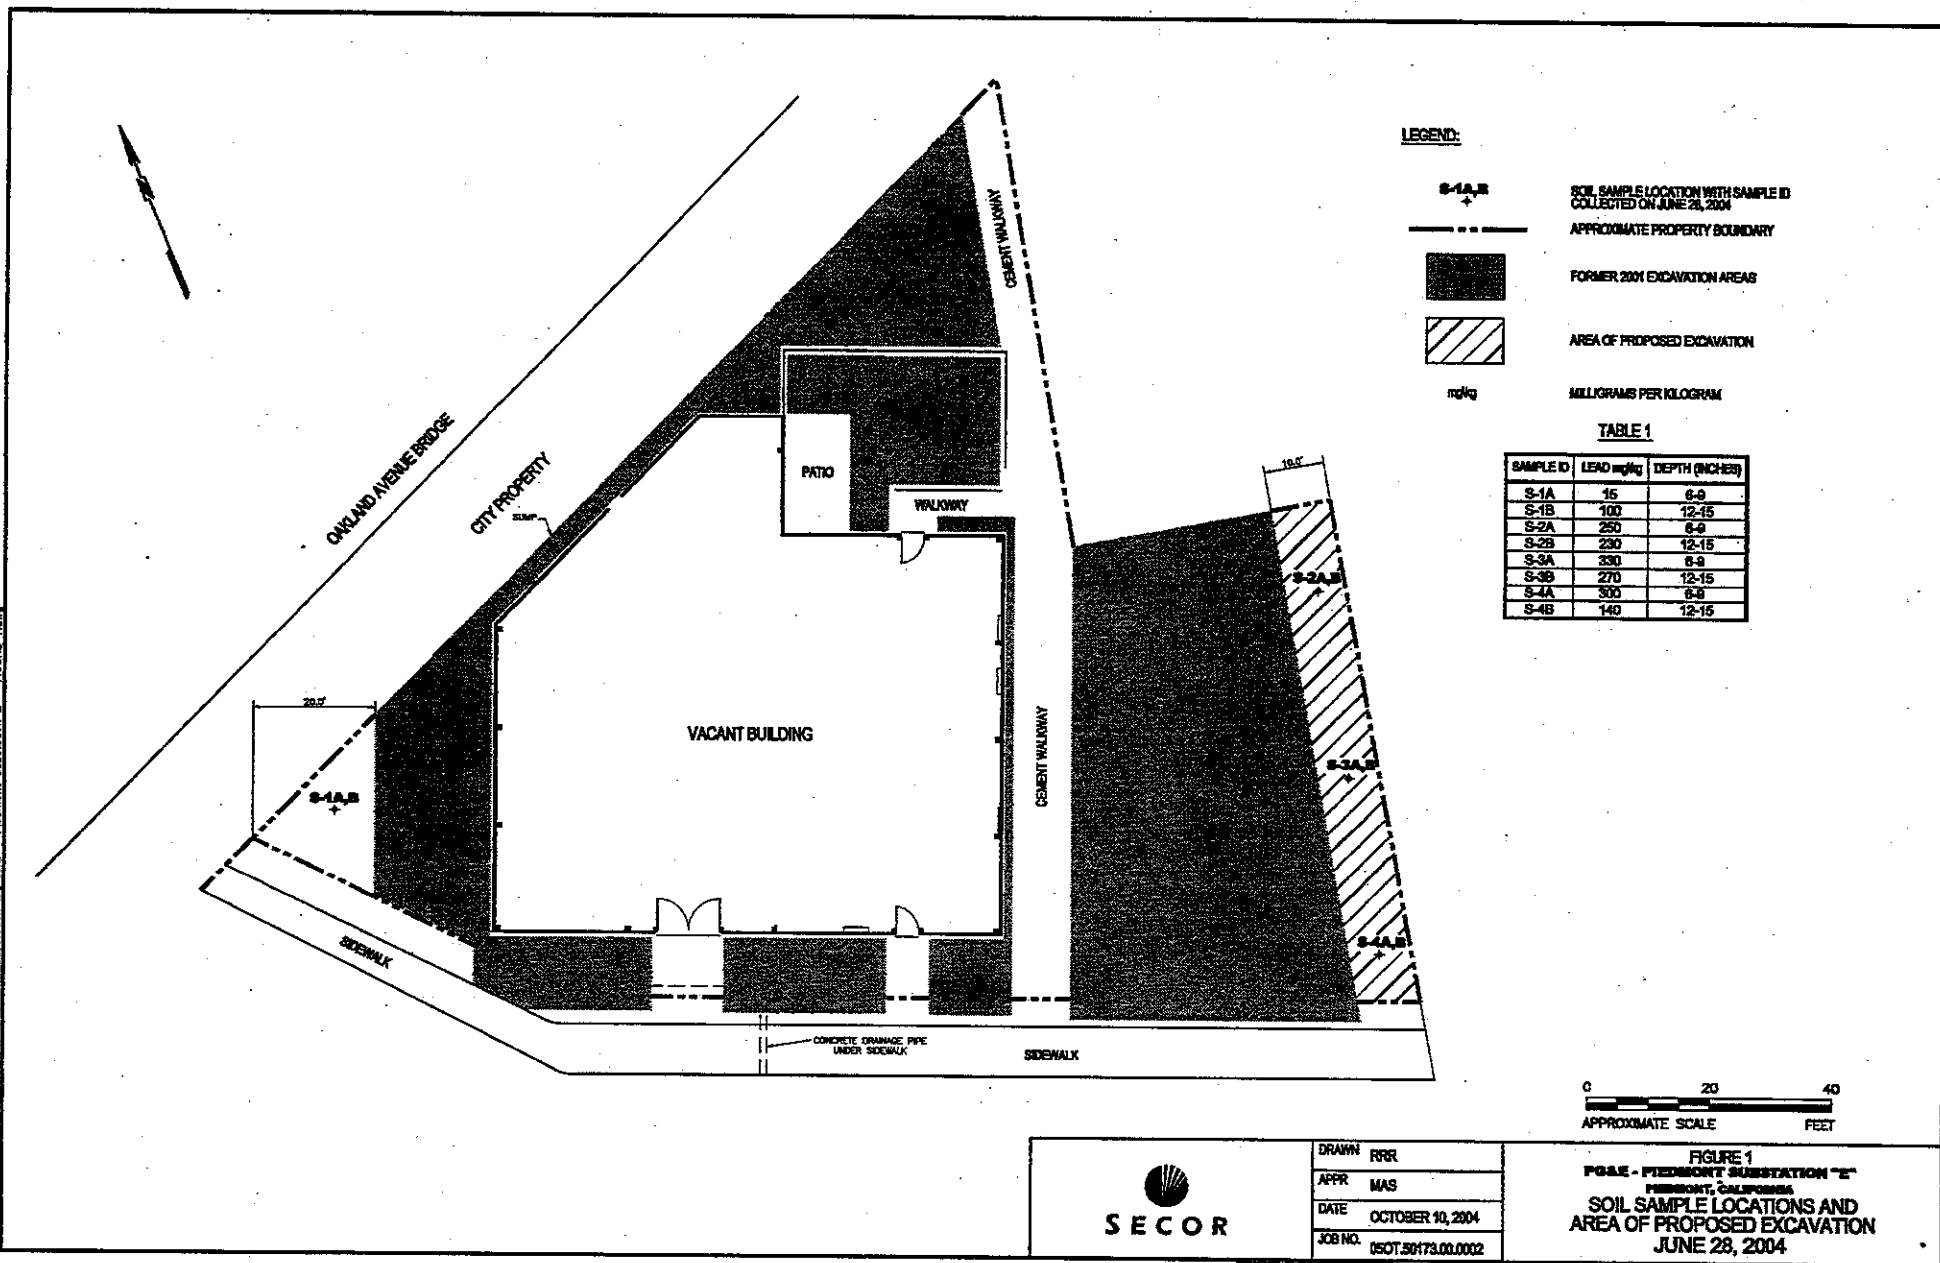 LEGEND:
S-1A,B
SOIL SAMPLE LOCATION WITH SAMPLE ID
COLLECTED ON JUNE 28, 2004
APPROXIMATE PROPERTY BOUNDARY
FORMER 2001 EXCAVATION AREAS
AREA OF PROPOSED EXCAVATION
mg/kg
MILLIGRAMS PER KILOGRAM
TABLE 1
SAMPLE ID LEAD mg/kg DEPTH (INCHES)
S-1A 15 6-9
S-1B 100 12-15
S-2A 250 6-9
S-2B 230 12-15
S-3A 330 6-9
S-3B 270 12-15
S-4A 300 6-9
S-4B 140 12-15
OAKLAND AVENUE BRIDGE
CITY PROPERTY
SUMP
CEMENT WALKWAY
PATIO
WALKWAY
10.0'
S-2A,B
20.0'
VACANT BUILDING
CEMENT WALKWAY
S-3A,B
S-1A,B
S-4A,B
SIDEWALK
CONCRETE DRAINAGE PIPE
UNDER SIDEWALK
SIDEWALK
0 20 40
APPROXIMATE SCALE FEET
SECOR
DRAWN RRR
APPR MAS
DATE OCTOBER 10, 2004
JOB NO. 05OT.50173.00.0002
FIGURE 1
PG&E - PIEDMONT SUBSTATION "E"
PIEDMONT, CALIFORNIA
SOIL SAMPLE LOCATIONS AND
AREA OF PROPOSED EXCAVATION
JUNE 28, 2004